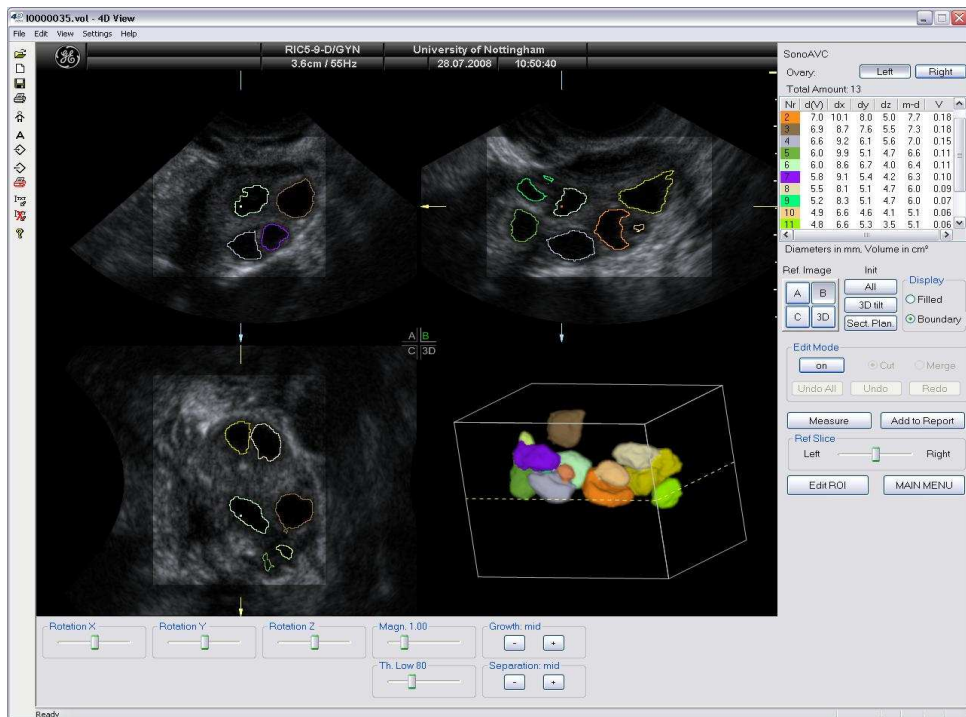 I0000035.vol - 4D View
File Edit View Settings Help
RIC5-9-D/GYN University of Nottingham
3.6cm / 55Hz 28.07.2008 10:50:40
SonoAVC
Ovary: Left Right
Total Amount: 13
Nr d(V) dx dy dz m-d V
2 7.0 10.1 8.0 5.0 7.7 0.18
3 6.9 8.7 7.6 5.5 7.3 0.18
4 6.6 9.2 6.1 5.6 7.0 0.15
5 6.0 9.9 5.1 4.7 6.6 0.11
6 6.0 8.6 6.7 4.0 6.4 0.11
7 5.8 9.1 5.4 4.2 6.3 0.10
8 5.5 8.1 5.1 4.7 6.0 0.09
9 5.2 8.3 5.1 4.7 6.0 0.07
10 4.9 6.6 4.6 4.1 5.1 0.06
11 4.8 6.6 5.3 3.5 5.1 0.06
Diameters in mm, Volume in cm³
Ref. Image Init
Display
A B All
Filled
3D tilt
C 3D Sect. Plan. Boundary
A B
C 3D
Edit Mode
on Cut Merge
Undo All Undo Redo
Measure Add to Report
Ref Slice
Left Right
Edit ROI MAIN MENU
Rotation X Rotation Y Rotation Z Magn. 1.00 Growth: mid
- +
Th. Low 80 Separation: mid
- +
Ready